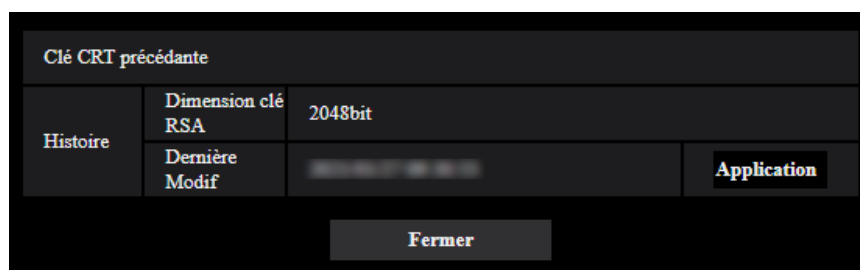 Clé CRT précédante
Histoire
Dimension clé
RSA
2048bit
Dernière
Modif
Application
Fermer